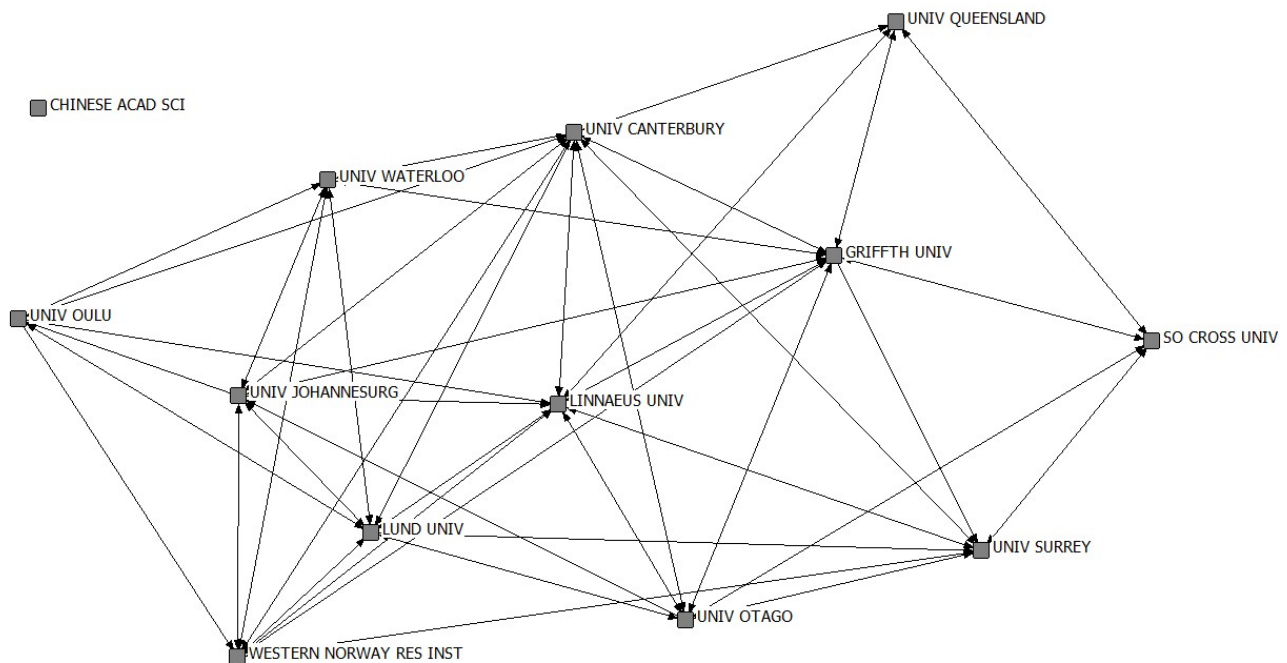 UNIV QUEENSLAND
CHINESE ACAD SCI
UNIV CANTERBURY
UNIV WATERLOO
GRIFFTH UNIV
UNIV OULU
SO CROSS UNIV
UNIV JOHANNESURG
LINNAEUS UNIV
LUND UNIV
UNIV SURREY
UNIV OTAGO
WESTERN NORWAY RES INST